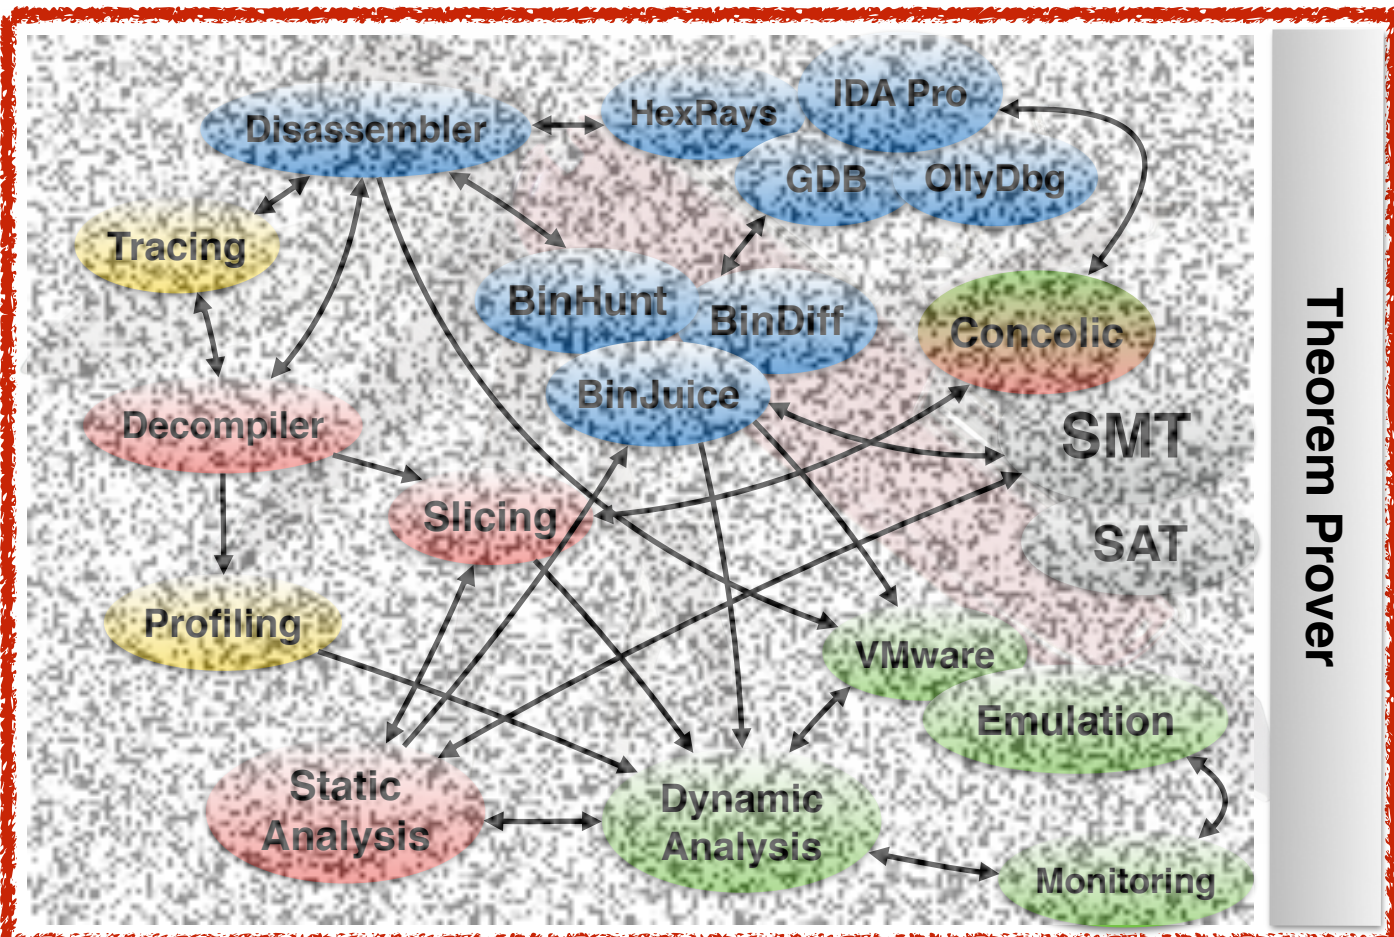 IDA Pro
HexRays
Disassembler
GDB
OllyDbg
Tracing
BinHunt
BinDiff
Concolic
BinJuice
Decompiler
SMT
Slicing
SAT
Profiling
VMware
Emulation
Static
Analysis
Dynamic
Analysis
Monitoring
Theorem Prover